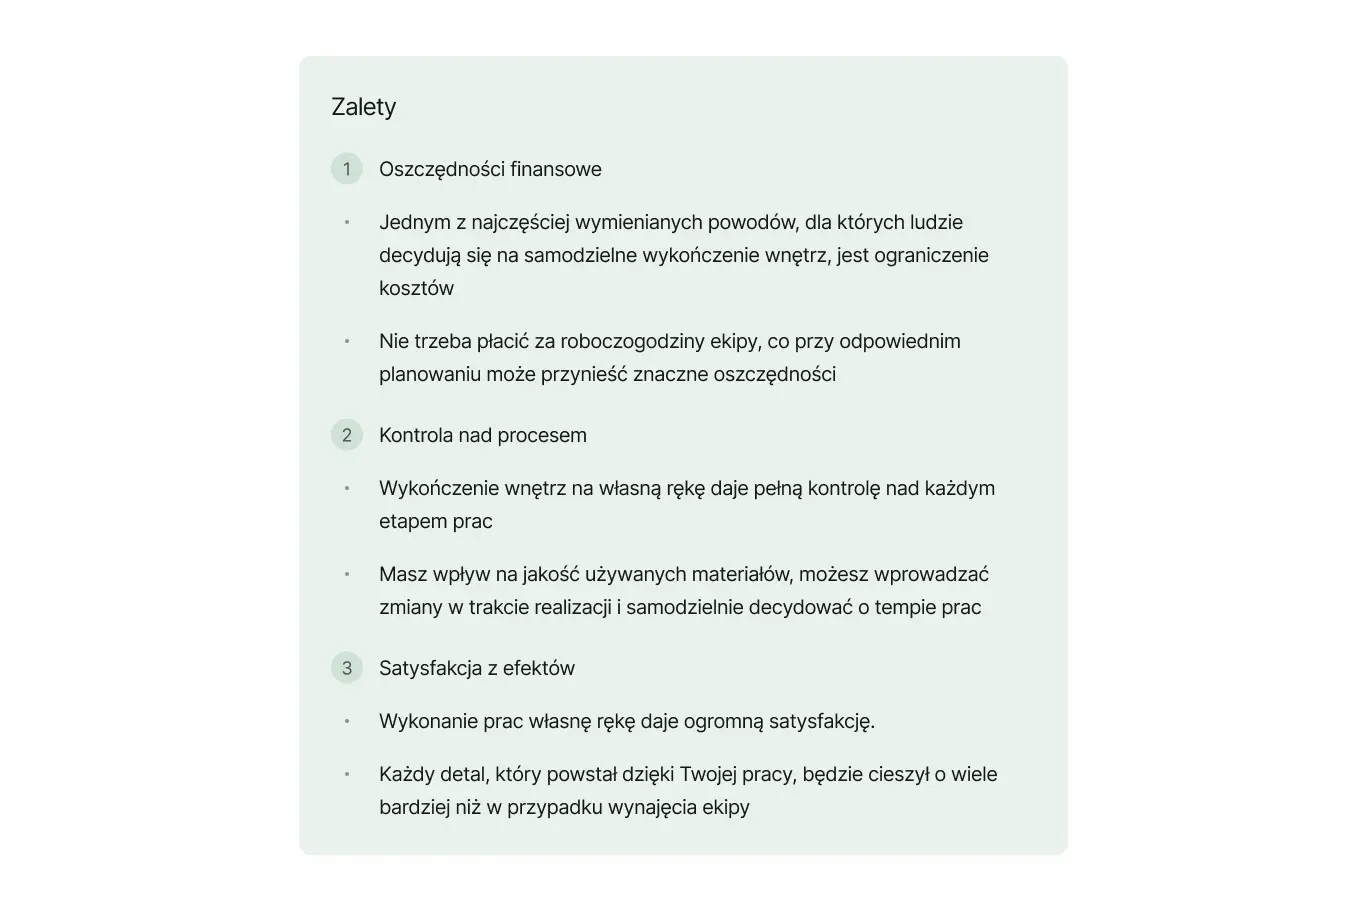 Zalety
1 Oszczędności finansowe
• Jednym z najczęściej wymienianych powodów, dla których ludzie
decydują się na samodzielne wykończenie wnętrz, jest ograniczenie
kosztów
• Nie trzeba płacić za roboczogodziny ekipy, co przy odpowiednim
planowaniu może przynieść znaczne oszczędności
2 Kontrola nad procesem
• Wykończenie wnętrz na własną rękę daje pełną kontrolę nad każdym
etapem prac
• Masz wpływ na jakość używanych materiałów, możesz wprowadzać
zmiany w trakcie realizacji i samodzielnie decydować o tempie prac
3 Satysfakcja z efektów
• Wykonanie prac własnę rękę daje ogromną satysfakcję.
• Każdy detal, który powstał dzięki Twojej pracy, będzie cieszył o wiele
bardziej niż w przypadku wynajęcia ekipy